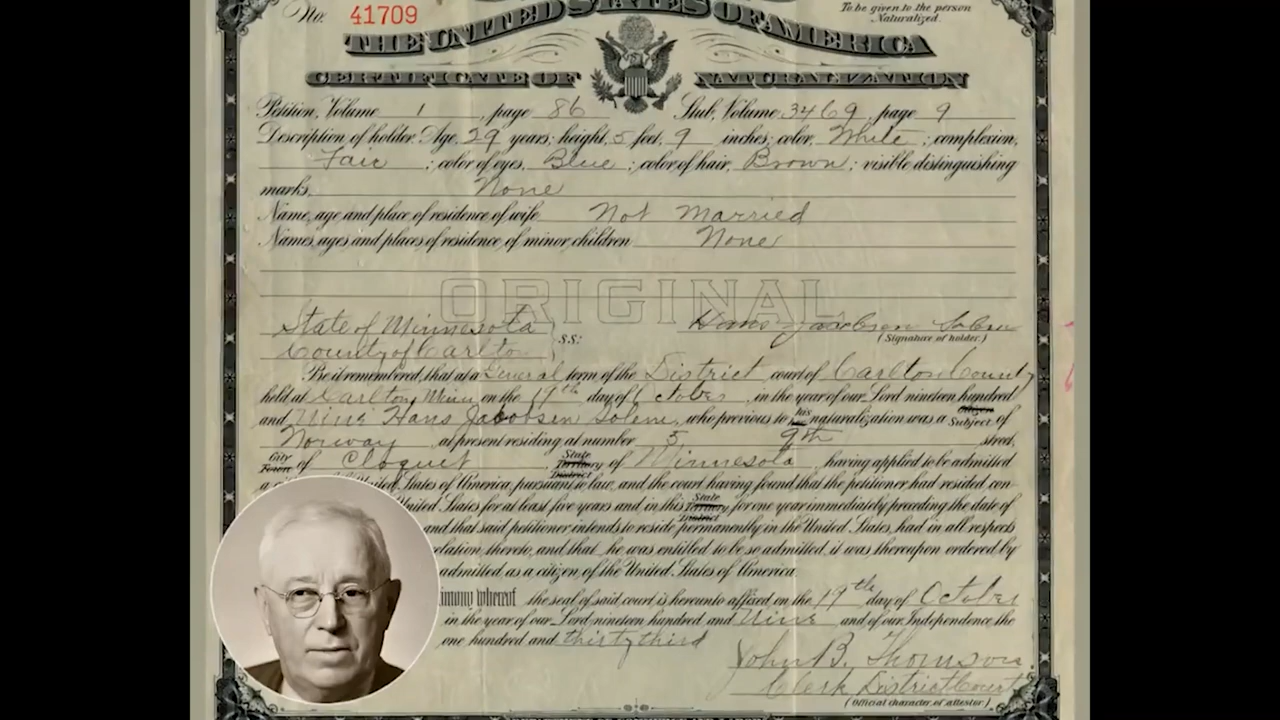 No. 41709
To be given to the person
Naturalized.
THE UNITED STATES OF AMERICA
CERTIFICATE OF NATURALIZATION
Petition, Volume 1, page 86 Stub, Volume 3469, page 9
Description of holder: Age, 29 years; height, 5 feet, 9 inches; color, White; complexion,
Fair; color of eyes, Blue; color of hair, Brown; visible distinguishing
marks, None
Name, age and place of residence of wife Not Married
Names, ages and places of residence of minor children None
ORIGINAL
State of Minnesota
County of Carlton
S.S:
Hans Jacobsen Solem
(Signature of holder.)
Be it remembered, that at a General term of the District court of Carlton County
held at Carlton, Minn on the 19th day of October, in the year of our Lord nineteen hundred
and Nine Hans Jacobsen Solem, who previous to his naturalization was a Citizen Subject of
Norway at present residing at number 5 9th street,
City Town of Cloquet State Territory District of Minnesota, having applied to be admitted
a United States of America, pursuant to law, and the court having found that the petitioner had resided con-
United States for at least five years and in this State Territory District for one year immediately preceding the date of
and that said petitioner intends to reside permanently in the United States, had in all respects
relation thereto, and that he was entitled to be so admitted, it was thereupon ordered by
admitted as a citizen of the United States of America.
imony whereof the seal of said court is hereunto affixed on the 19th day of October
in the year of our Lord nineteen hundred and Nine and of our Independence the
one hundred and thirty third
John B. Thomson
Clerk District Court
(Official character of attestor.)